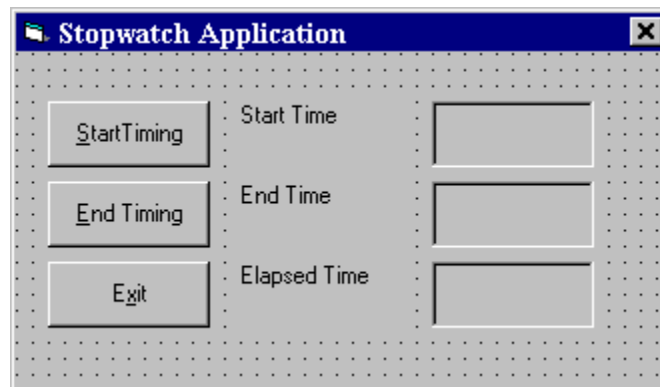 Stopwatch Application
StartTiming
Start Time
End Timing
End Time
Exit
Elapsed Time